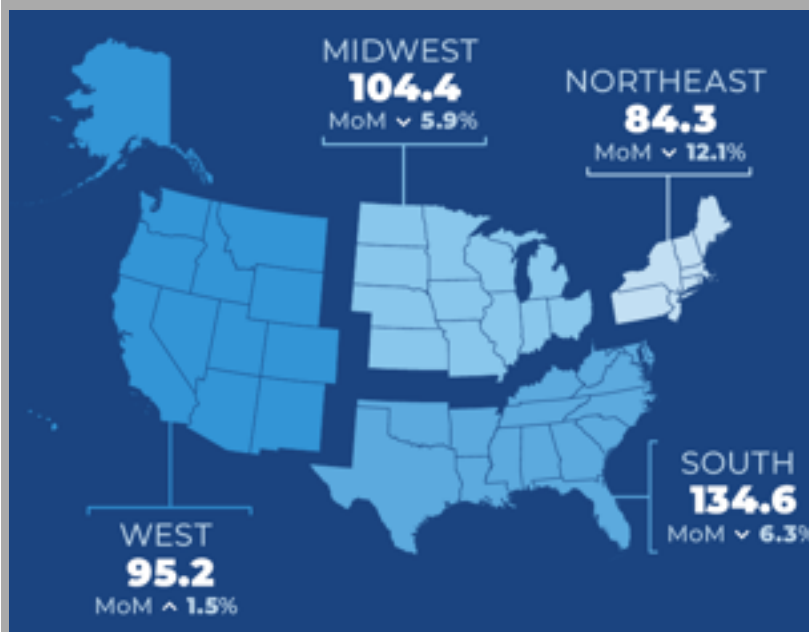 MIDWEST
104.4
MoM ⌄ 5.9%
NORTHEAST
84.3
MoM ⌄ 12.1%
SOUTH
134.6
MoM ⌄ 6.3%
WEST
95.2
MoM ^ 1.5%